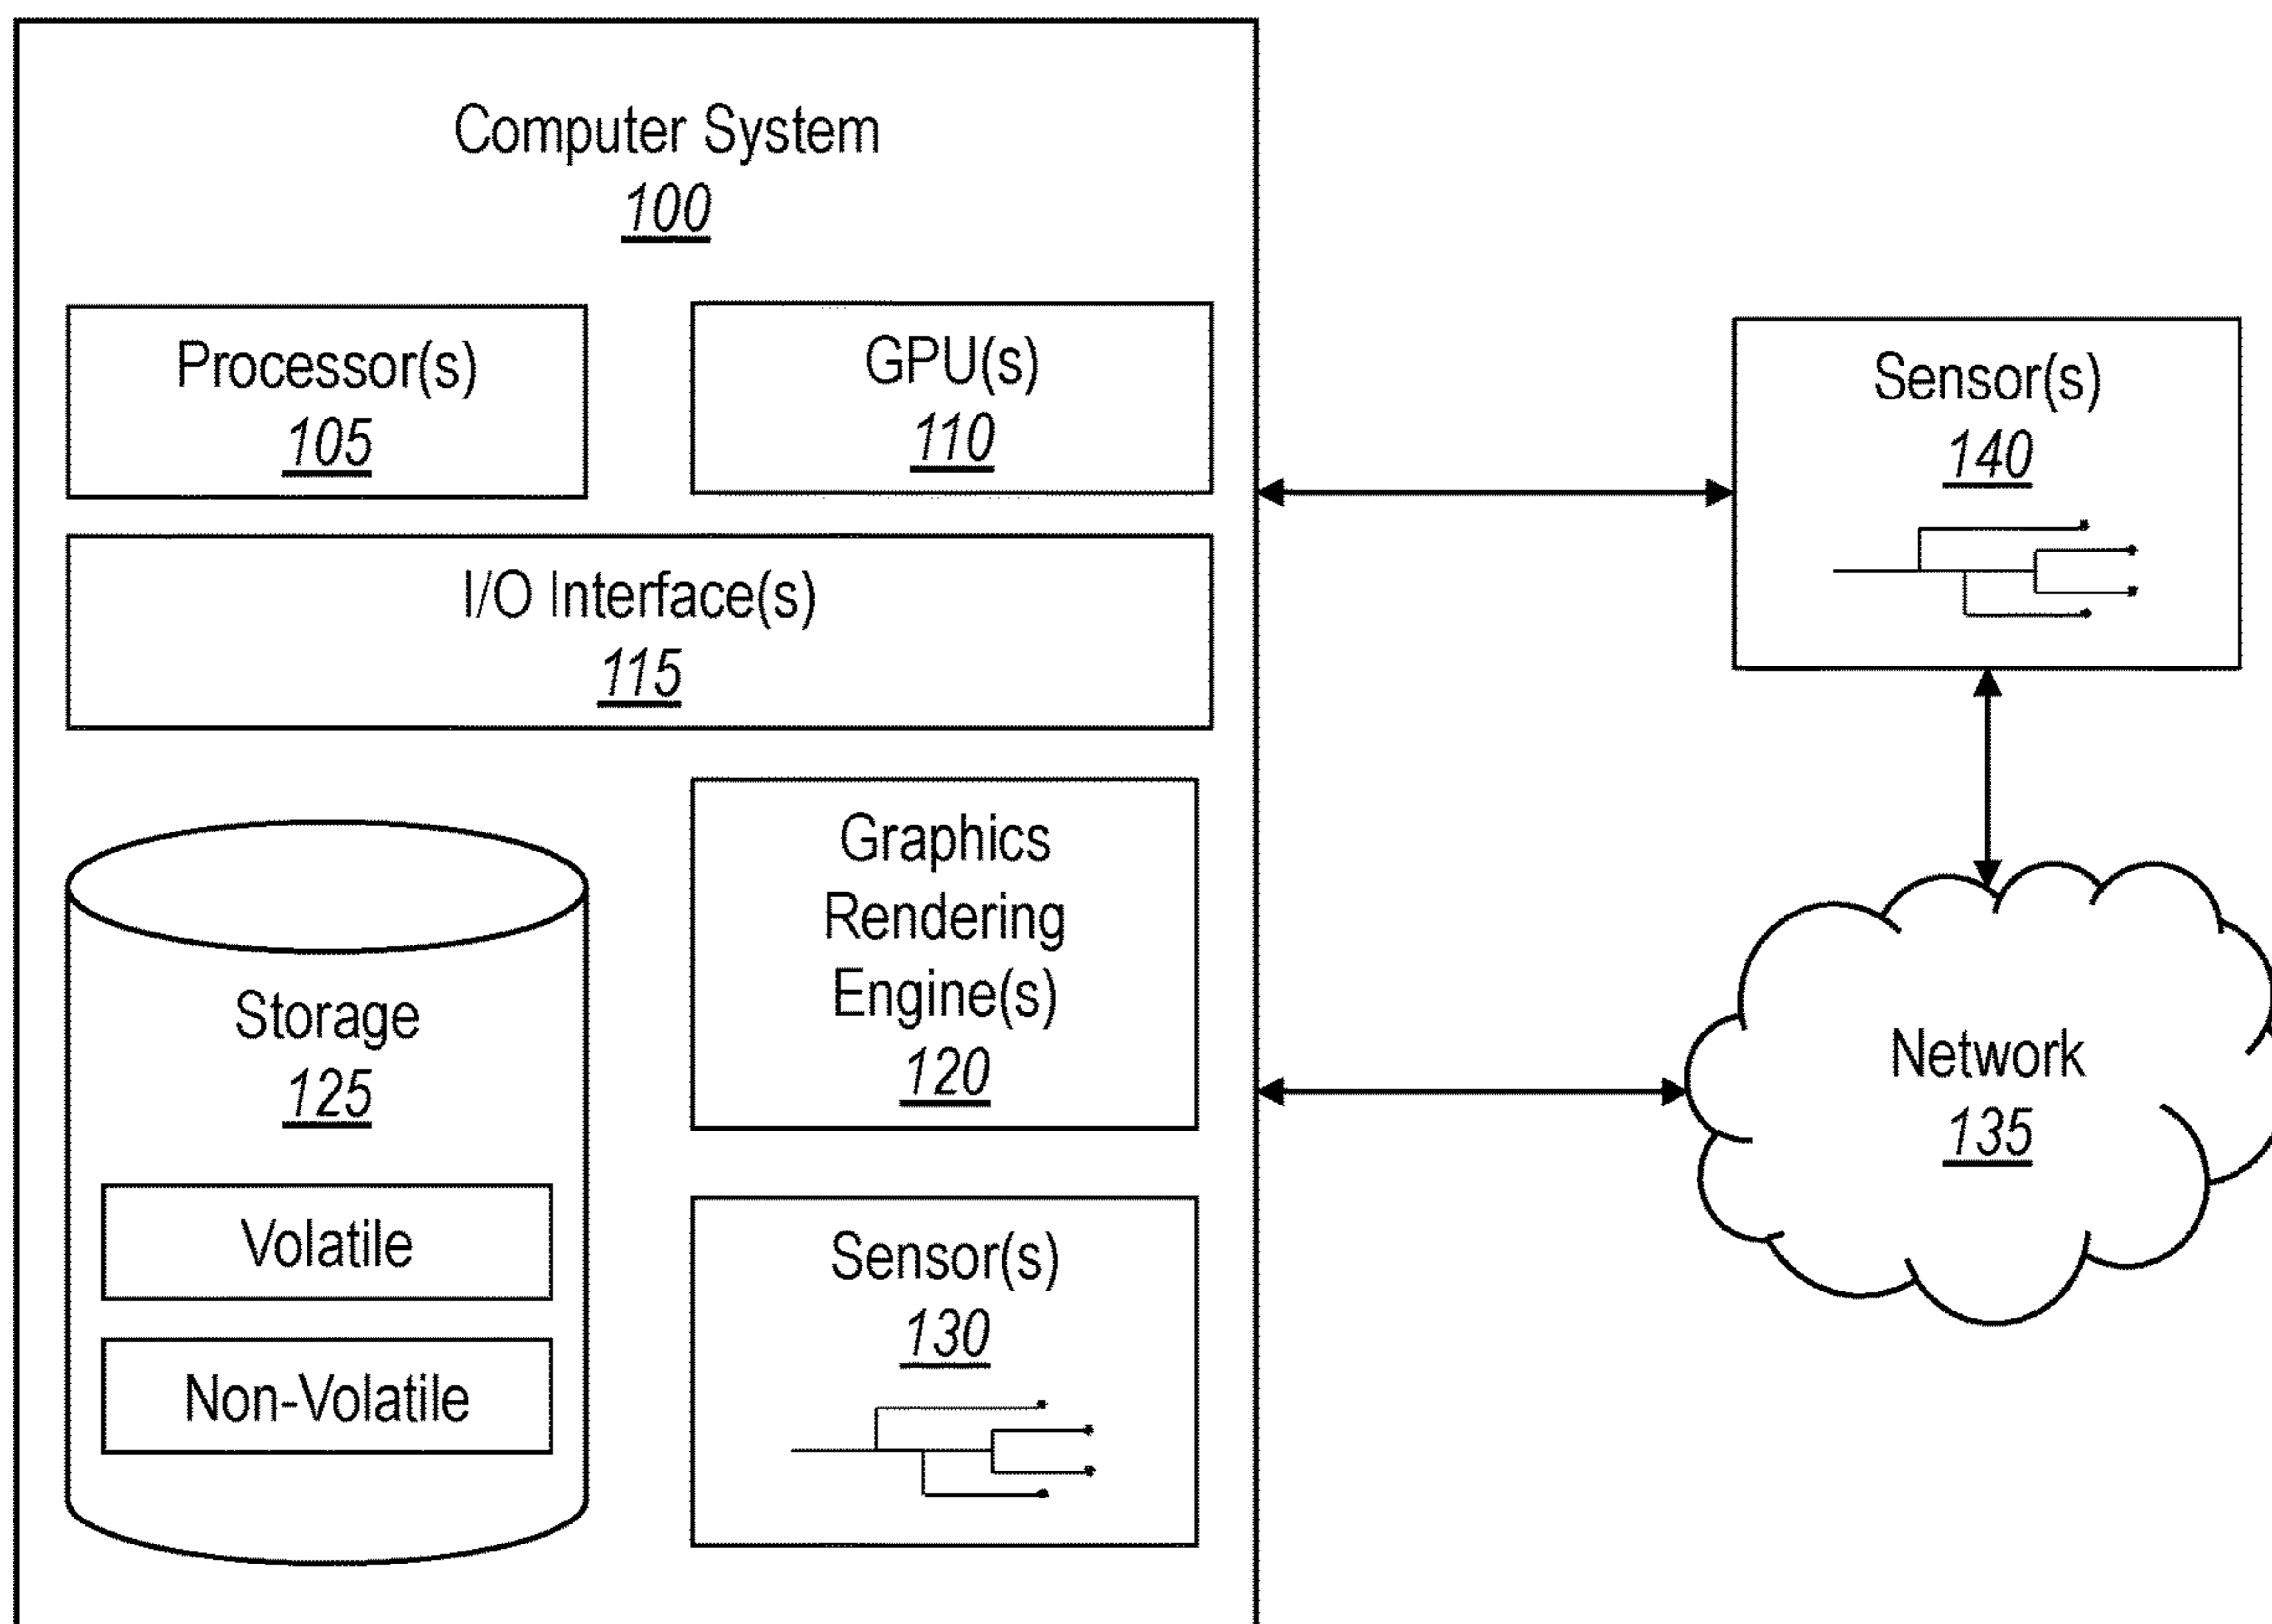 Computer System
100
Processor(s)
105
GPU(s)
110
I/O Interface(s)
115
Storage
125
Volatile
Non-Volatile
Graphics
Rendering
Engine(s)
120
Sensor(s)
130
Sensor(s)
140
Network
135